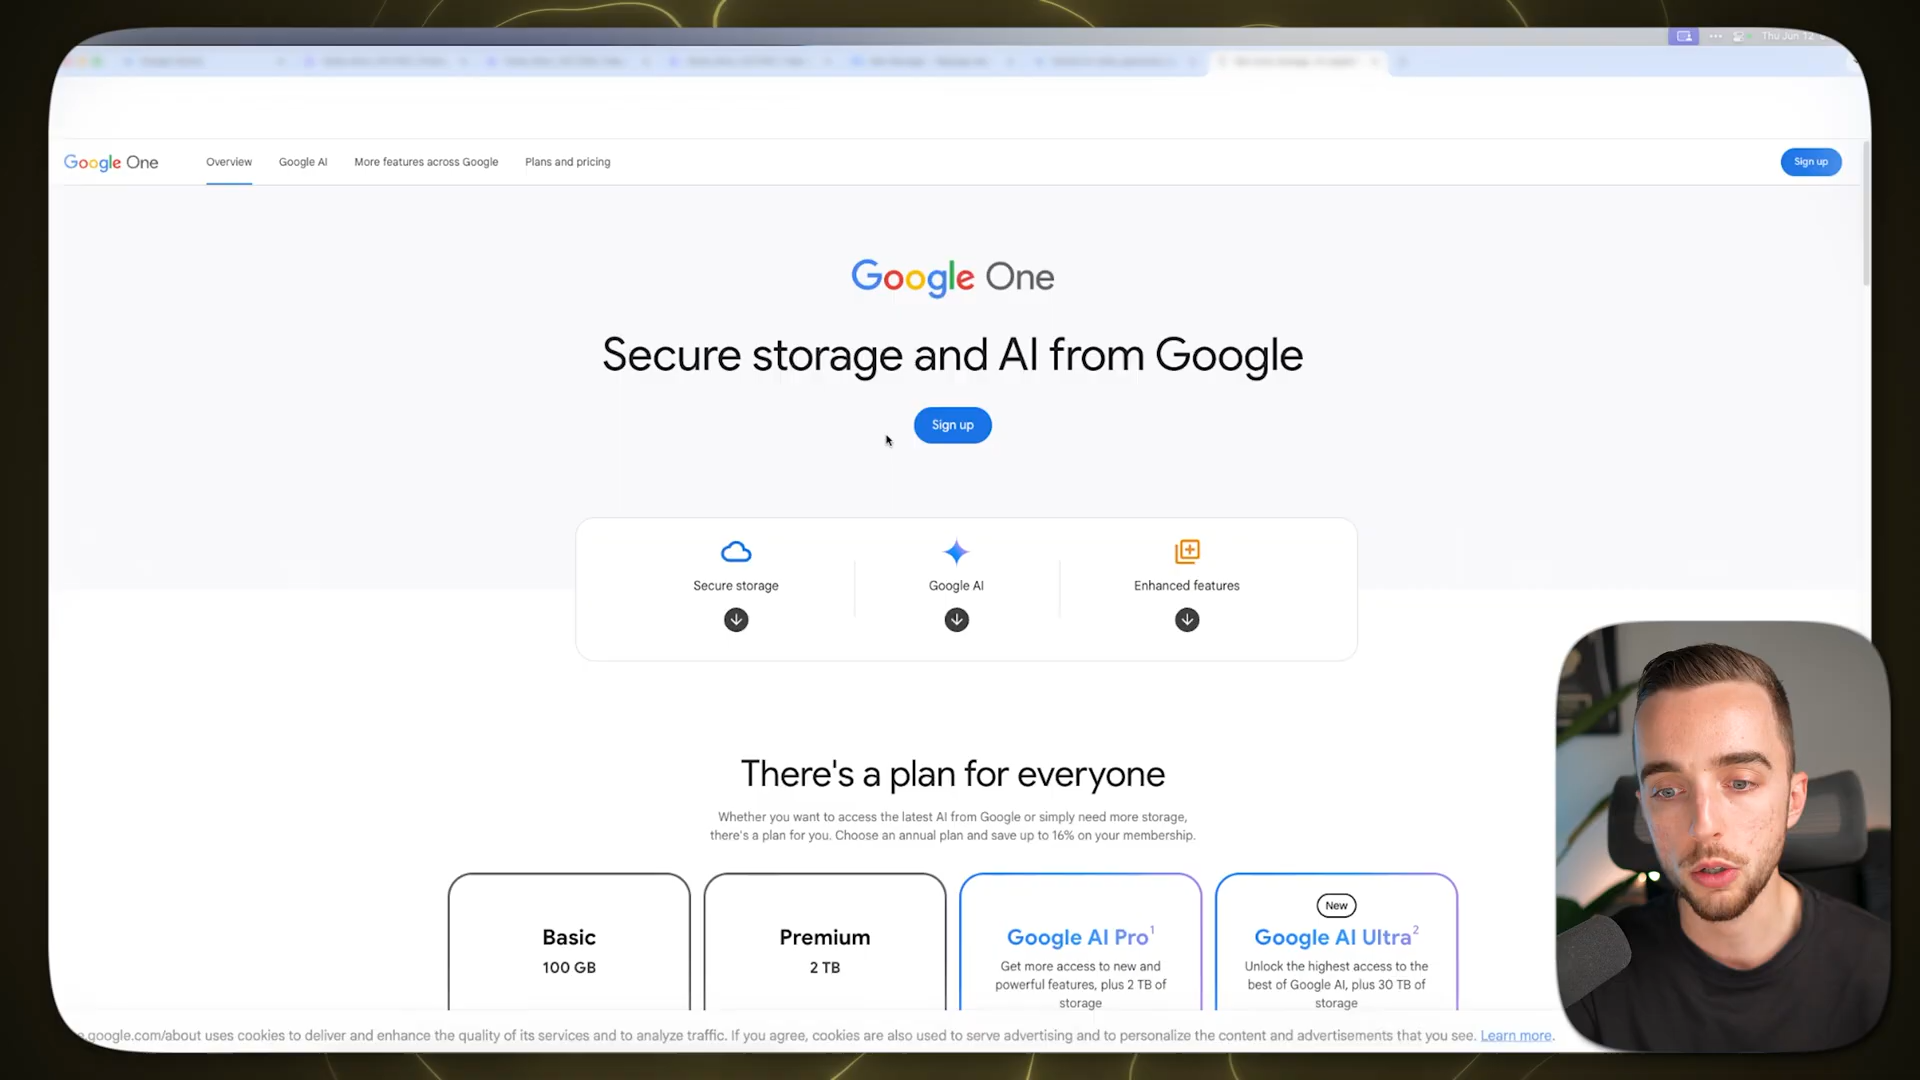 Thu Jun 12
Google One
Overview
Google AI
More features across Google
Plans and pricing
Sign up
Google One
Secure storage and AI from Google
Sign up
Secure storage
Google AI
Enhanced features
There's a plan for everyone
Whether you want to access the latest AI from Google or simply need more storage,
there's a plan for you. Choose an annual plan and save up to 16% on your membership.
Basic
100 GB
Premium
2 TB
Google AI Pro1
Get more access to new and
powerful features, plus 2 TB of
storage
New
Google AI Ultra2
Unlock the highest access to the
best of Google AI, plus 30 TB of
storage
.google.com/about uses cookies to deliver and enhance the quality of its services and to analyze traffic. If you agree, cookies are also used to serve advertising and to personalize the content and advertisements that you see. Learn more.